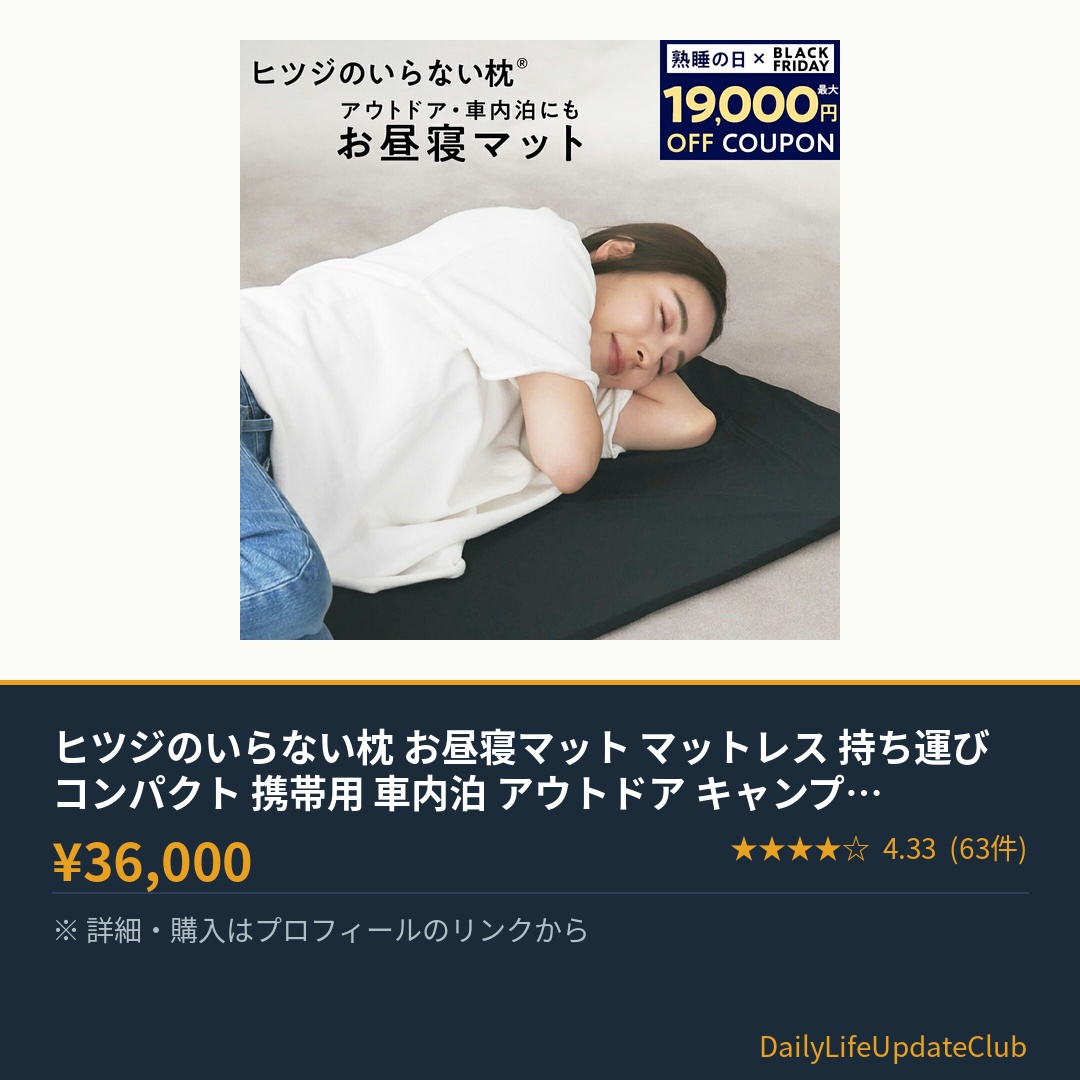 ヒツジのいらない枕®
アウトドア・車内泊にも
お昼寝マット
熟睡の日 × BLACK FRIDAY
最大
19,000円
OFF COUPON
ヒツジのいらない枕 お昼寝マット マットレス 持ち運び
コンパクト 携帯用 車内泊 アウトドア キャンプ…
¥36,000
★★★★☆ 4.33 (63件)
※ 詳細・購入はプロフィールのリンクから
DailyLifeUpdateClub